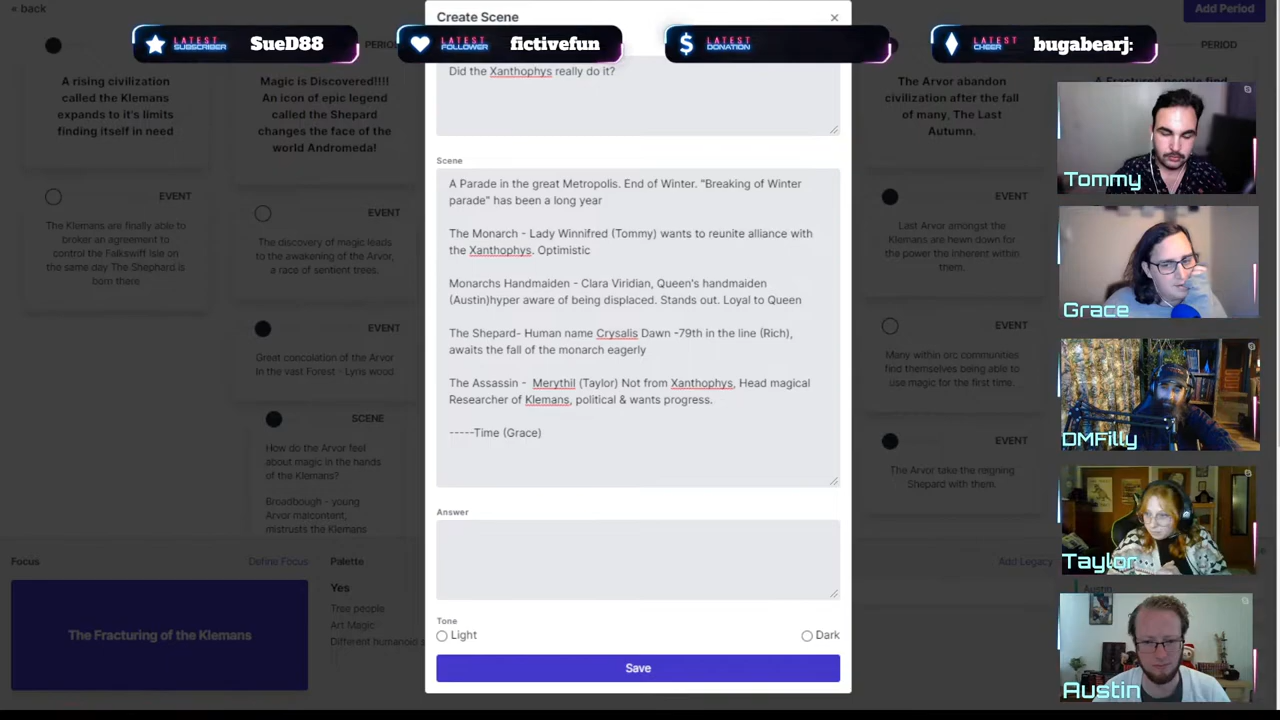 « back
Create Scene
×
Add Period
LATEST
SUBSCRIBER
SueD88
LATEST
FOLLOWER
fictivefun
LATEST
DONATION
LATEST
CHEER
bugabearj:
A rising civilization
called the Klemans
expands to it's limits
finding itself in need
EVENT
The Klemans are finally able to
broker an agreement to
control the Falkswiff Isle on
the same day The Shepard is
born there
PERIOD
Magic is Discovered!!!!
An icon of epic legend
called the Shepard
changes the face of the
world Andromeda!
EVENT
The discovery of magic leads
to the awakening of the Arvor,
a race of sentient trees.
EVENT
Great concolation of the Arvor
In the vast Forest - Lyris wood
SCENE
How do the Arvor feel
about magic in the hands
of the Klemans?
Broadbough - young
Arvor malcontent,
mistrusts the Klemans
Did the Xanthophys really do it?
Scene
A Parade in the great Metropolis. End of Winter. "Breaking of Winter
parade" has been a long year
The Monarch - Lady Winnifred (Tommy) wants to reunite alliance with
the Xanthophys. Optimistic
Monarchs Handmaiden - Clara Viridian, Queen's handmaiden
(Austin)hyper aware of being displaced. Stands out. Loyal to Queen
The Shepard- Human name Crysalis Dawn -79th in the line (Rich),
awaits the fall of the monarch eagerly
The Assassin - Merythil (Taylor) Not from Xanthophys, Head magical
Researcher of Klemans, political & wants progress.
-----Time (Grace)
Answer
Tone
Light
Dark
Save
The Arvor abandon
civilization after the fall
of many, The Last
Autumn.
EVENT
Last Arvor amongst the
Klemans are hewn down for
the power the inherent within
them.
EVENT
Many within orc communities
find themselves being able to
use magic for the first time.
EVENT
The Arvor take the reigning
Shepard with them.
PERIOD
A Fractured people find
Focus
Define Focus
The Fracturing of the Klemans
Palette
Yes
Tree people
Art Magic
Different humanoid s
Add Legacy
Austin
Tommy
Grace
DMFilly
Taylor
Austin